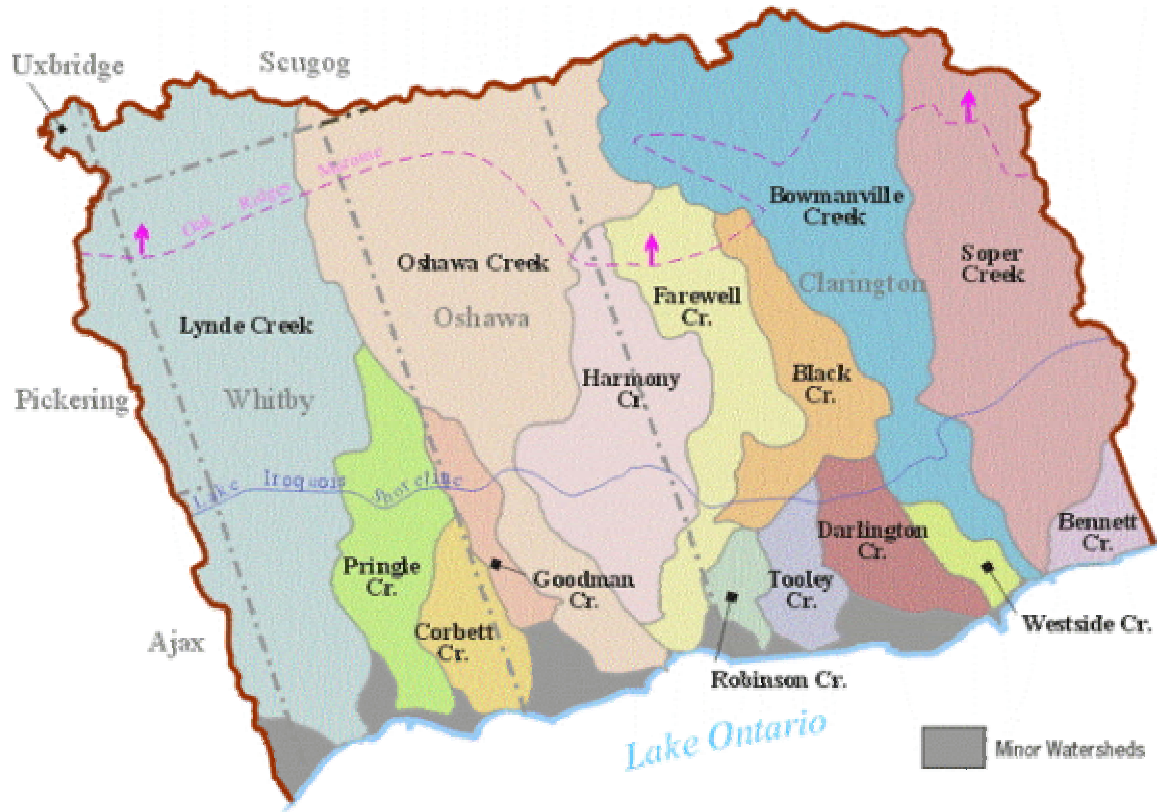 Uxbridge
Scugog
Oak Ridges Moraine
Bowmanville
Creek
Oshawa Creek
Soper
Creek
Farewell
Cr.
Clarington
Lynde Creek
Oshawa
Harmony
Cr.
Black
Cr.
Pickering
Whitby
Lake Iroquois Shoreline
Darlington
Cr.
Bennett
Cr.
Pringle
Cr.
Goodman
Cr.
Tooley
Cr.
Westside Cr.
Ajax
Corbett
Cr.
Robinson Cr.
Lake Ontario
Minor Watersheds